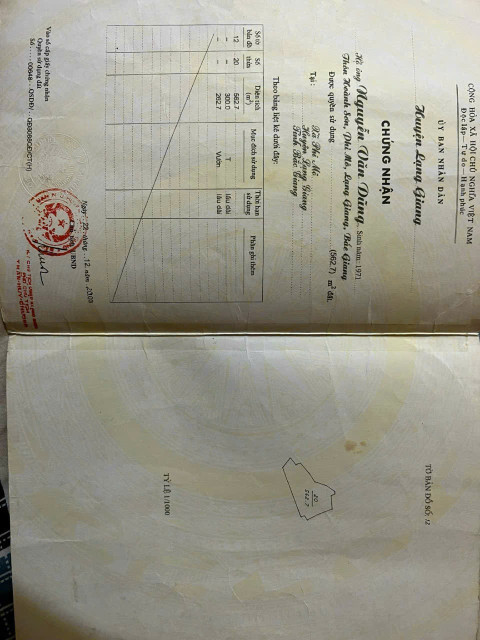 CỘNG HÒA XÃ HỘI CHỦ NGHĨA VIỆT NAM
Độc lập - Tự do - Hạnh phúc
ỦY BAN NHÂN DÂN
Huyện Lạng Giang
CHỨNG NHẬN
Hộ ông Nguyễn Văn Dũng, Sinh năm: 1971
Thôn Hoành Sơn, Phi Mô, Lạng Giang, Bắc Giang
Được quyền sử dụng (562,7) m² đất.
Tại: Xã Phi Mô
Huyện Lạng Giang
Tỉnh Bắc Giang
Theo bảng liệt kê dưới đây:
Số tờ bản đồ Số thửa Diện tích (m²) Mục đích sử dụng Thời hạn sử dụng Phần ghi thêm
12 20 562.7
- - 300.0 T lâu dài
- - 262.7 Vườn lâu dài
Ngày 22 tháng 12 năm
Vào sổ cấp giấy chứng nhận
Quyền sử dụng đất
TỜ BẢN ĐỒ SỐ: 12
20
562.7
TỶ LỆ 1/1000